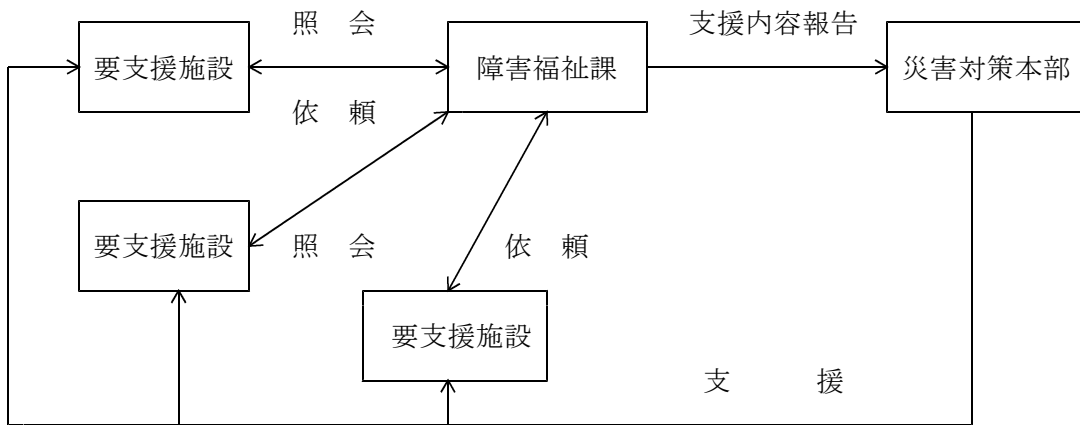 照　会
支援内容報告
要支援施設
障害福祉課
災害対策本部
依　頼
要支援施設
照　会
依　頼
要支援施設
支　　援